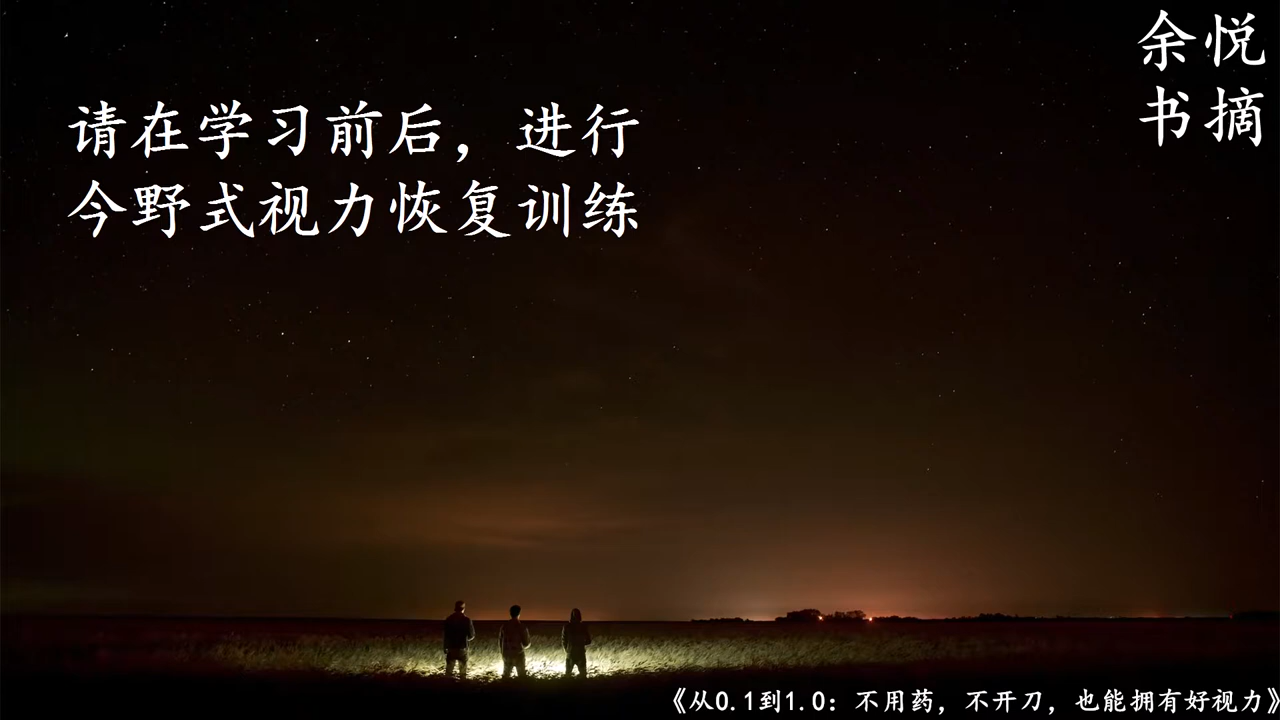 余悦
书摘
请在学习前后，进行
今野式视力恢复训练
《从0.1到1.0：不用药，不开刀，也能拥有好视力》